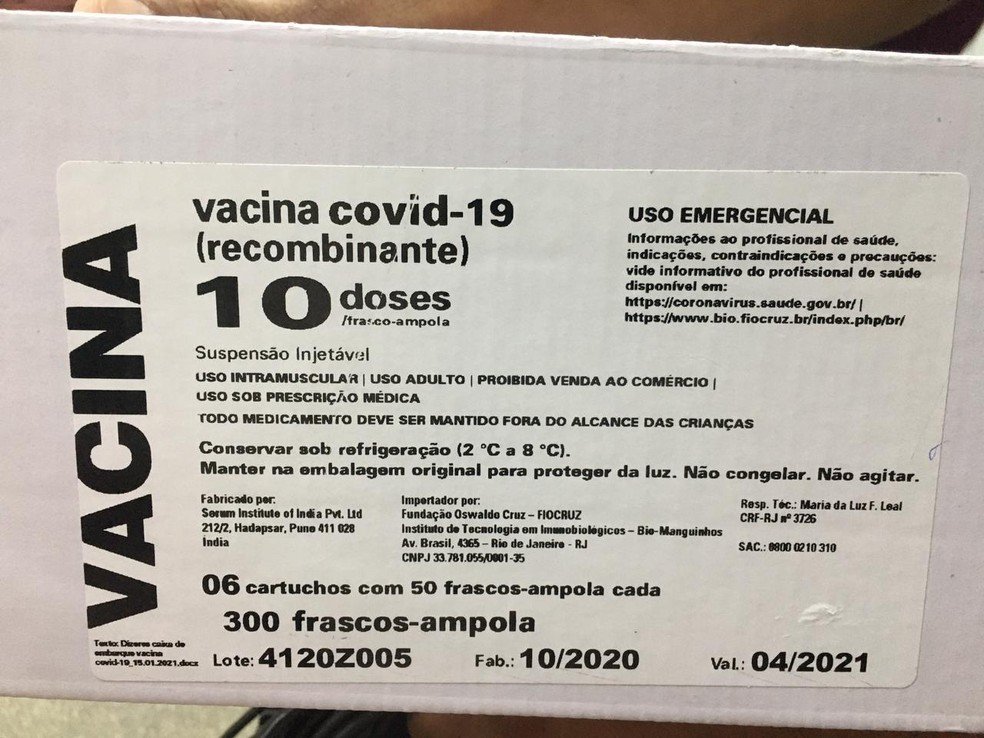 VACINA
vacina covid-19
(recombinante)
10 doses
/frasco-ampola
Suspensão Injetável
USO INTRAMUSCULAR | USO ADULTO | PROIBIDA VENDA AO COMÉRCIO |
USO SOB PRESCRIÇÃO MÉDICA
TODO MEDICAMENTO DEVE SER MANTIDO FORA DO ALCANCE DAS CRIANÇAS
Conservar sob refrigeração (2 °C a 8 °C).
Manter na embalagem original para proteger da luz. Não congelar. Não agitar.
USO EMERGENCIAL
Informações ao profissional de saúde,
indicações, contraindicações e precauções:
vide informativo do profissional de saúde
disponível em:
https://coronavirus.saude.gov.br/ |
https://www.bio.fiocruz.br/index.php/br/
Fabricado por:
Serum Institute of India Pvt. Ltd
212/2, Hadapsar, Pune 411 028
Índia
Importador por:
Fundação Oswaldo Cruz – FIOCRUZ
Instituto de Tecnologia em Imunobiológicos – Bio-Manguinhos
Av. Brasil, 4365 – Rio de Janeiro - RJ
CNPJ 33.781.055/0001-35
Resp. Téc.: Maria da Luz F. Leal
CRF-RJ nº 3726
SAC.: 0800 0210 310
06 cartuchos com 50 frascos-ampola cada
300 frascos-ampola
Texto: Dizeres caixa de
embarque vacina
covid-19_15.01.2021.docx
Lote: 4120Z005
Fab.: 10/2020
Val.: 04/2021